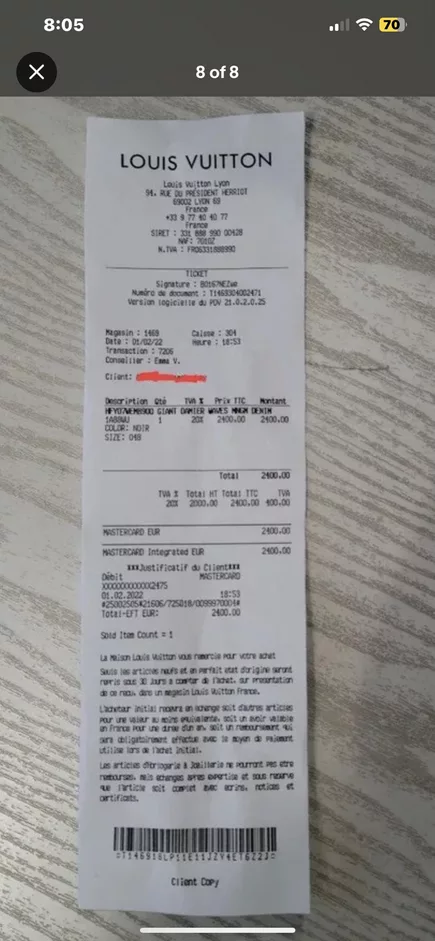 8:05
70
8 of 8
LOUIS VUITTON
Louis Vuitton Lyon
94, RUE DU PRÉSIDENT HERRIOT
69002 LYON 69
France
+33 9 77 40 40 77
France
SIRET : 331 888 990 00428
NAF: 7010Z
N.TVA : FR06331888990
TICKET
Signature : B0167NEZwe
Numéro de document : T1469304002471
Version logicielle du PDV 21.0.2.0.25
Magasin : 1469 Caisse : 304
Date : 01/02/22 Heure : 18:53
Transaction : 7206
Conseiller : Emma V.
Client:
Description Qté TVA % Prix TTC Montant
GIANT DAMIER WAVES MNGM DENIM
1A88WU 1 20% 2400.00 2400.00
COLOR: NOIR
SIZE: 048
Total 2400.00
TVA % Total HT Total TTC TVA
20% 2000.00 2400.00 400.00
MASTERCARD EUR 2400.00
MASTERCARD Integrated EUR 2400.00
***Justificatif du Client***
Débit MASTERCARD
XXXXXXXXXXXX2475
01.02.2022 18:53
#25002505#21606/725018/0099970004#
Total-EFT EUR: 2400.00
Sold Item Count = 1
La Maison Louis Vuitton vous remercie pour votre achat
Seuls les articles neufs et en parfait etat d'origine seront
repris sous 30 Jours a compter de l'achat, sur presentation
de ce recu, dans un magasin Louis Vuitton France.
L'acheteur initial recevra en echange soit d'autres articles
pour une valeur au moins equivalente, soit un avoir valable
en France pour une duree d'un an, soit un remboursement qui
sera obligatoirement effectue avec le moyen de paiement
utilise lors de l'achat initial.
Les articles d'Horlogerie & Joaillerie ne pourront pas etre
rembourses, mais echanges apres expertise et sous reserve
que l'article soit complet avec ecrins, notices et
certificats.
Client Copy